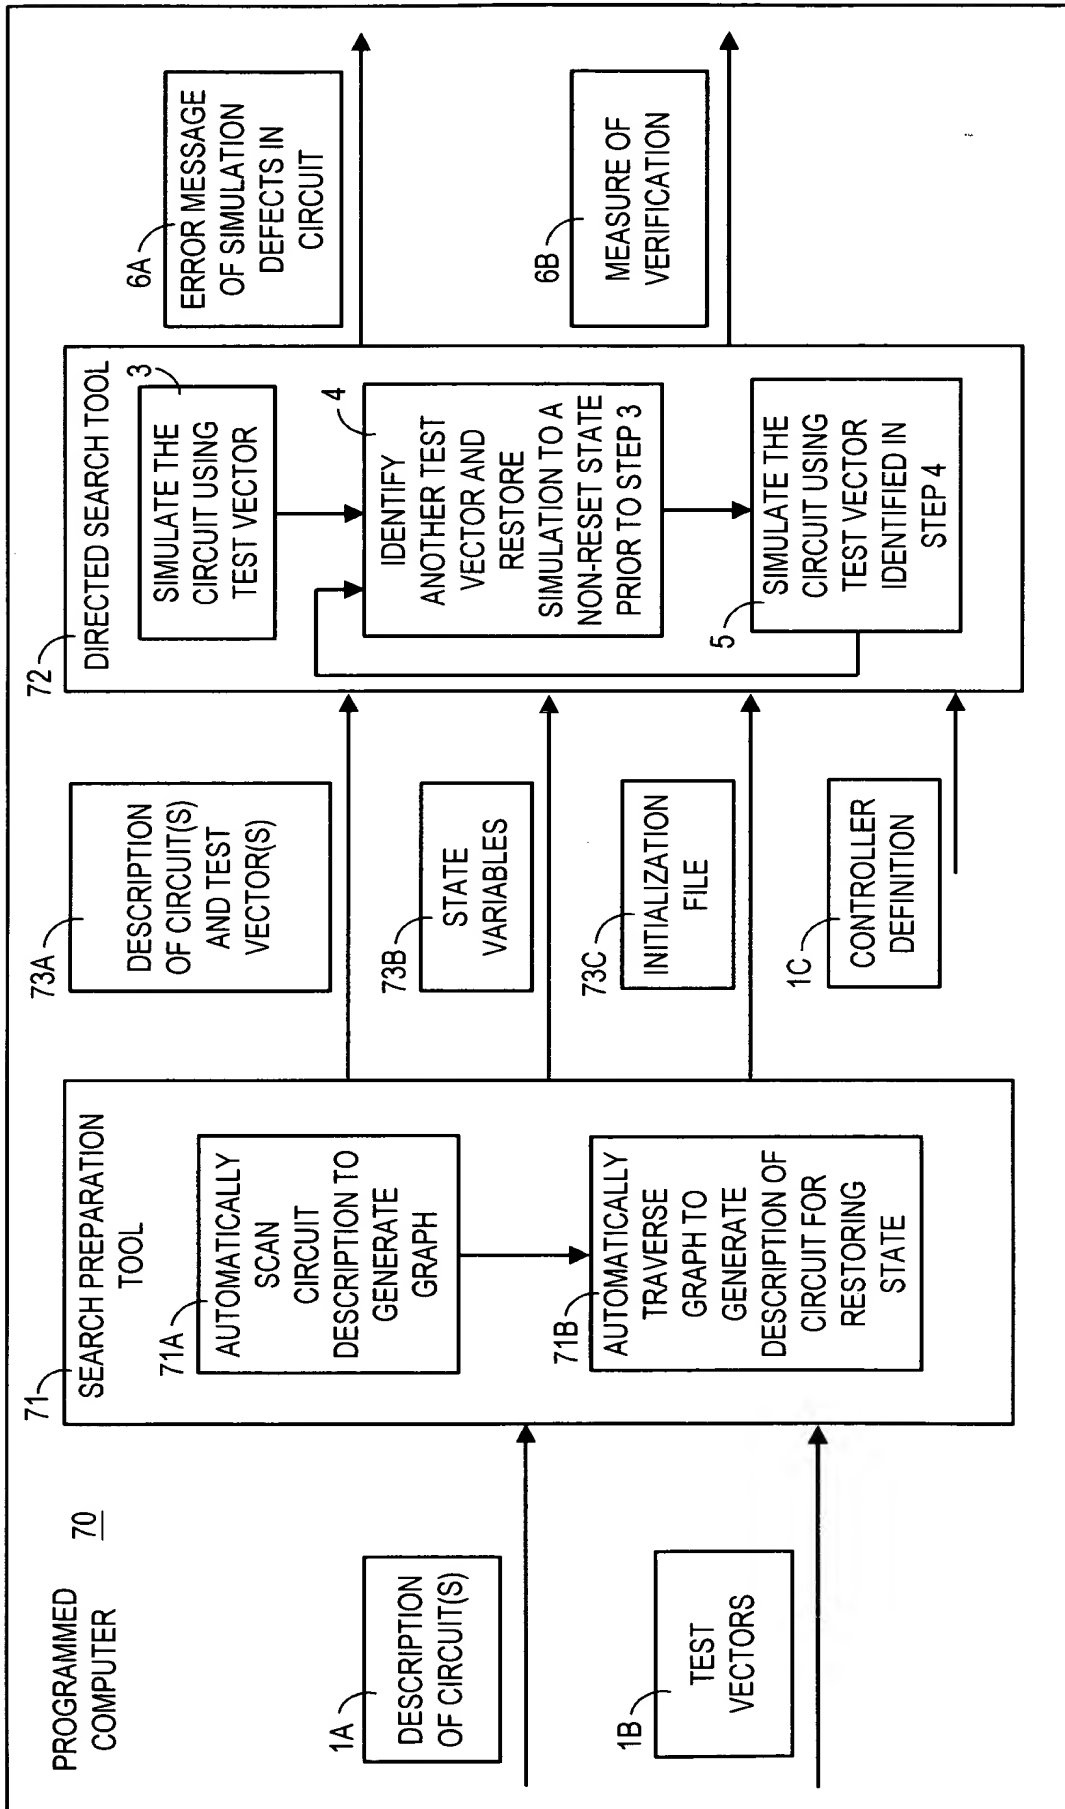 PROGRAMMED
COMPUTER
70
1A
DESCRIPTION
OF CIRCUIT(S)
1B
TEST
VECTORS
71
SEARCH PREPARATION
TOOL
71A
AUTOMATICALLY
SCAN
CIRCUIT
DESCRIPTION TO
GENERATE
GRAPH
71B
AUTOMATICALLY
TRAVERSE
GRAPH TO
GENERATE
DESCRIPTION OF
CIRCUIT FOR
RESTORING
STATE
73A
DESCRIPTION
OF CIRCUIT(S)
AND TEST
VECTOR(S)
73B
STATE
VARIABLES
73C
INITIALIZATION
FILE
1C
CONTROLLER
DEFINITION
72
DIRECTED SEARCH TOOL
3
SIMULATE THE
CIRCUIT USING
TEST VECTOR
4
IDENTIFY
ANOTHER TEST
VECTOR AND
RESTORE
SIMULATION TO A
NON-RESET STATE
PRIOR TO STEP 3
5
SIMULATE THE
CIRCUIT USING
TEST VECTOR
IDENTIFIED IN
STEP 4
6A
ERROR MESSAGE
OF SIMULATION
DEFECTS IN
CIRCUIT
6B
MEASURE OF
VERIFICATION